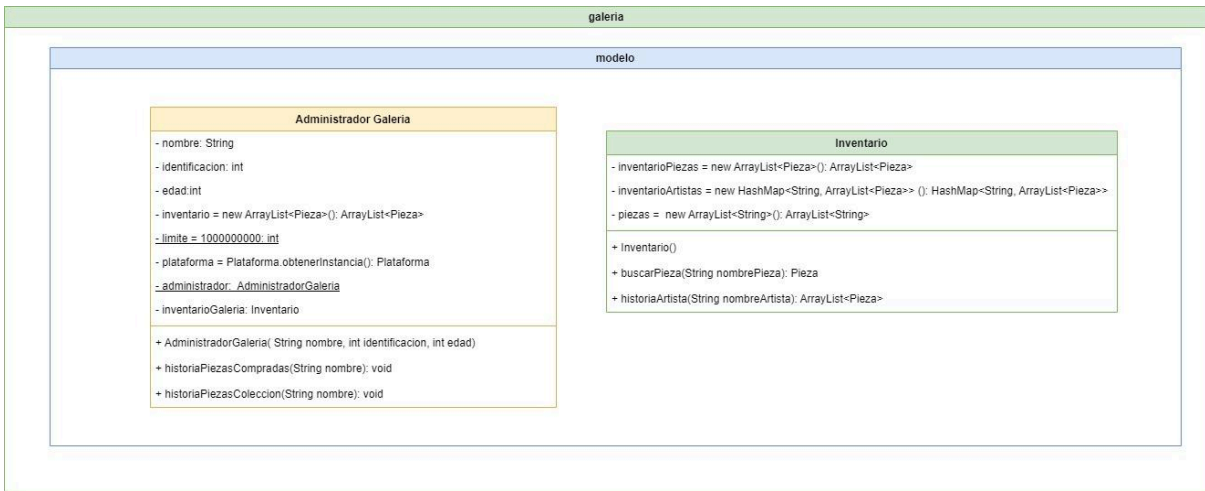 galeria
modelo
Administrador Galeria
- nombre: String
- identificacion: int
- edad:int
- inventario = new ArrayList<Pieza>(): ArrayList<Pieza>
- limite = 1000000000: int
- plataforma = Plataforma.obtenerInstancia(): Plataforma
- administrador: AdministradorGaleria
- inventarioGaleria: Inventario
+ AdministradorGaleria( String nombre, int identificacion, int edad)
+ historiaPiezasCompradas(String nombre): void
+ historiaPiezasColeccion(String nombre): void
Inventario
- inventarioPiezas = new ArrayList<Pieza>(): ArrayList<Pieza>
- inventarioArtistas = new HashMap<String, ArrayList<Pieza>> (): HashMap<String, ArrayList<Pieza>>
- piezas = new ArrayList<String>(): ArrayList<String>
+ Inventario()
+ buscarPieza(String nombrePieza): Pieza
+ historiaArtista(String nombreArtista): ArrayList<Pieza>